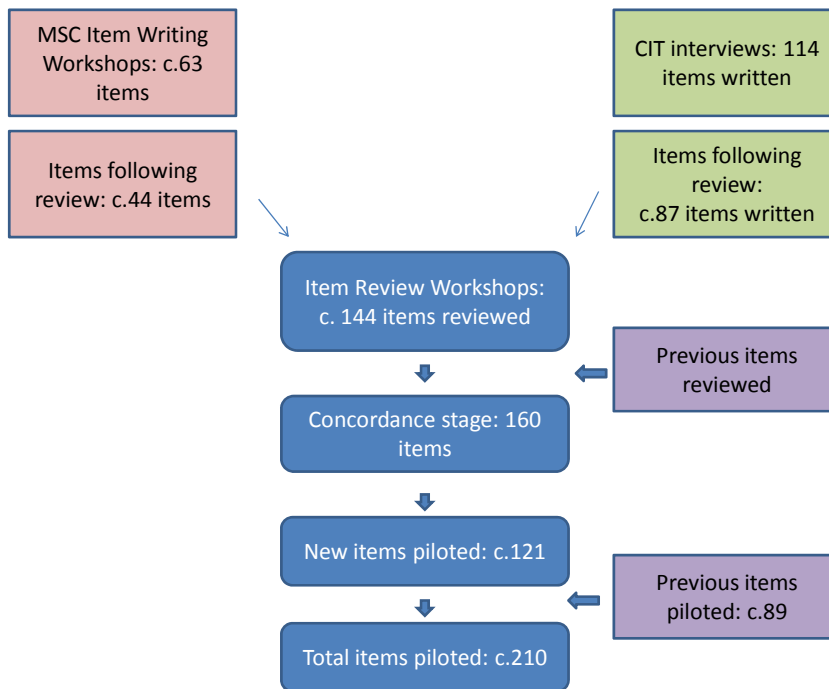 MSC Item Writing
Workshops: c.63
items
CIT interviews: 114
items written
Items following
review: c.44 items
Items following
review:
c.87 items written
Item Review Workshops:
c. 144 items reviewed
Previous items
reviewed
Concordance stage: 160
items
New items piloted: c.121
Previous items
piloted: c.89
Total items piloted: c.210